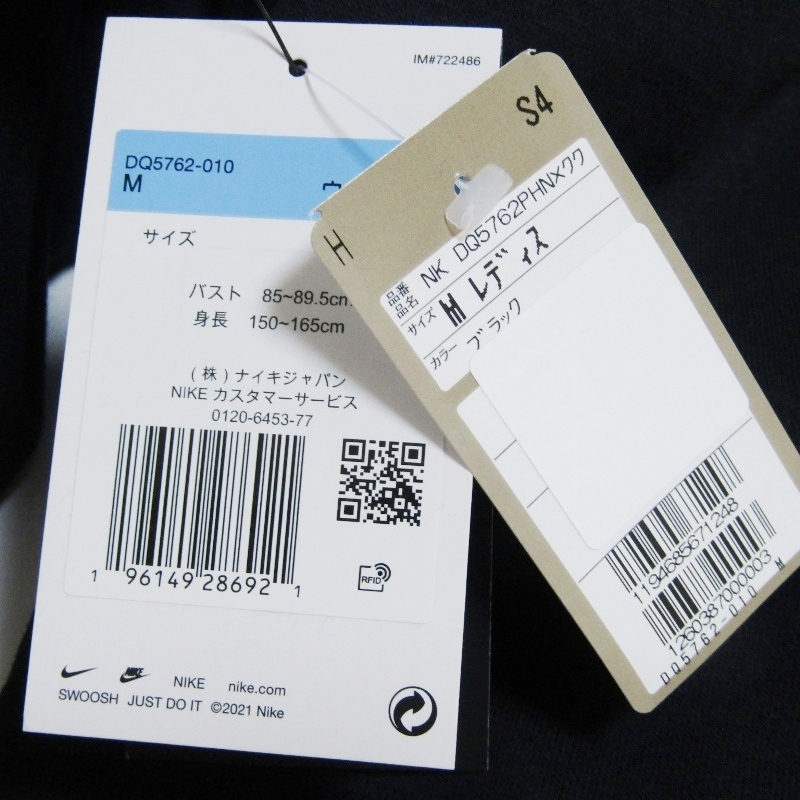 IM#722486
DQ5762-010
M
サイズ
バスト 85~89.5cm
身長 150~165cm
(株)ナイキジャパン
NIKE カスタマーサービス
0120-6453-77
1 96149 28692 1
RFID
NIKE nike.com
SWOOSH JUST DO IT ©2021 Nike
S4
H
品番 NK DQ5762PHNXクク
品名
サイズ M レディス
カラー ブラック
1194685671248
1260387000003
DQ5762-010 M